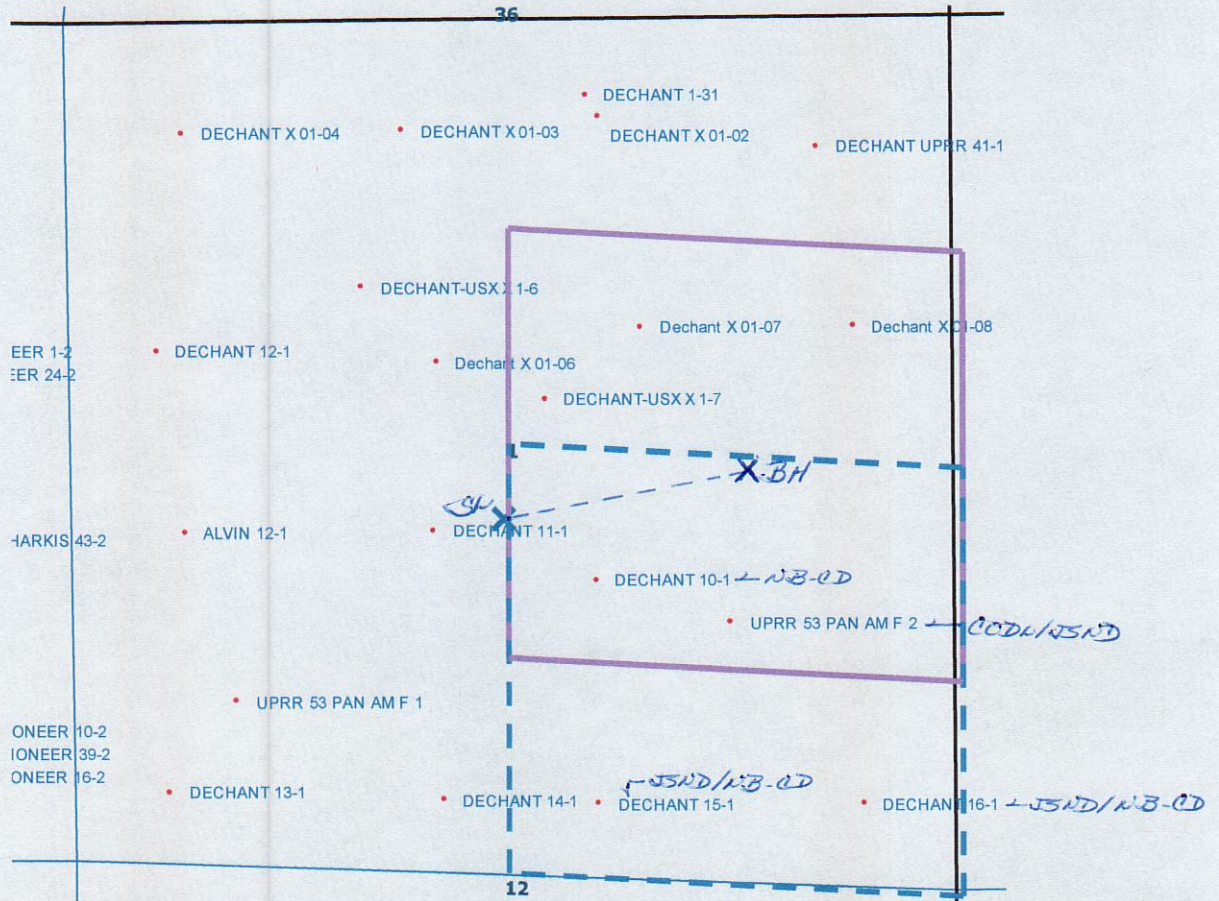 36
DECHANT 1-31
DECHANT X 01-04
DECHANT X 01-03
DECHANT X 01-02
DECHANT UPRR 41-1
DECHANT-USX X 1-6
Dechant X 01-07
Dechant X 01-08
EER 1-2
DECHANT 12-1
EER 24-2
Dechant X 01-06
DECHANT-USX X 1-7
1
X-BH
X
HARKIS 43-2
ALVIN 12-1
DECHANT 11-1
DECHANT 10-1 - NB-CD
UPRR 53 PAN AM F 2 - CODL/JSND
UPRR 53 PAN AM F 1
ONEER 10-2
IONEER 39-2
ONEER 16-2
JSND/NB-CD
DECHANT 13-1
DECHANT 14-1
DECHANT 15-1
DECHANT 16-1 - JSND/NB-CD
12